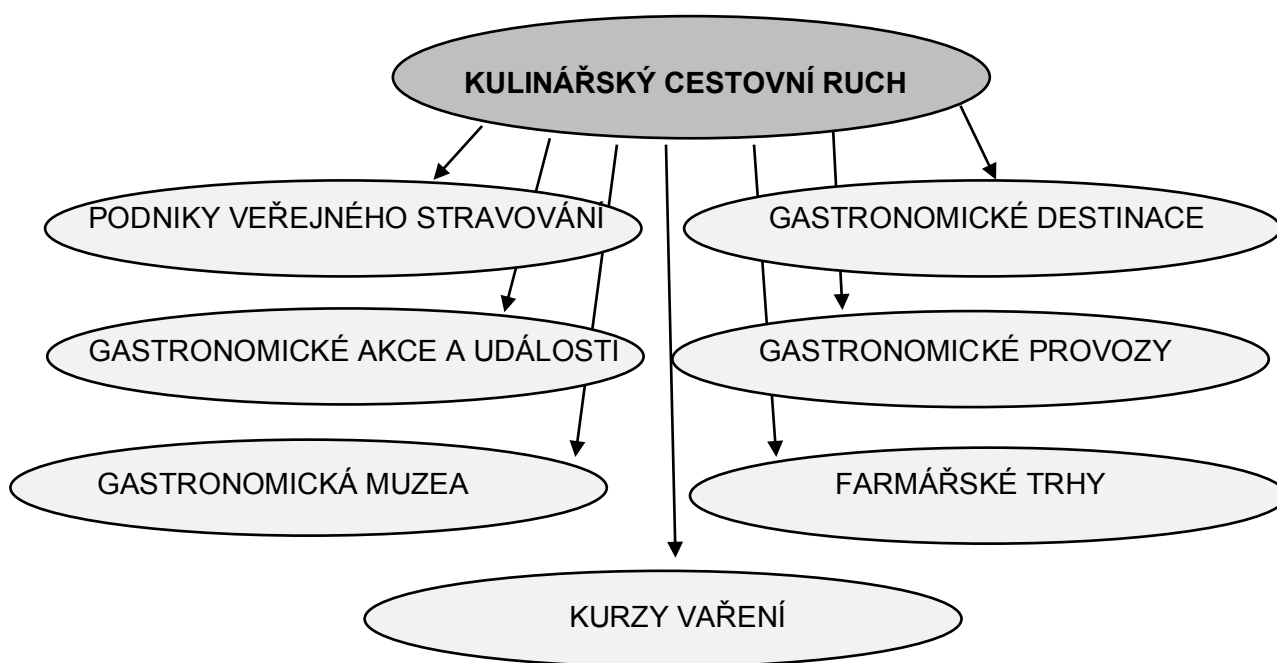 KULINÁŘSKÝ CESTOVNÍ RUCH
PODNIKY VEŘEJNÉHO STRAVOVÁNÍ
GASTRONOMICKÉ DESTINACE
GASTRONOMICKÉ AKCE A UDÁLOSTI
GASTRONOMICKÉ PROVOZY
GASTRONOMICKÁ MUZEA
FARMÁŘSKÉ TRHY
KURZY VAŘENÍ